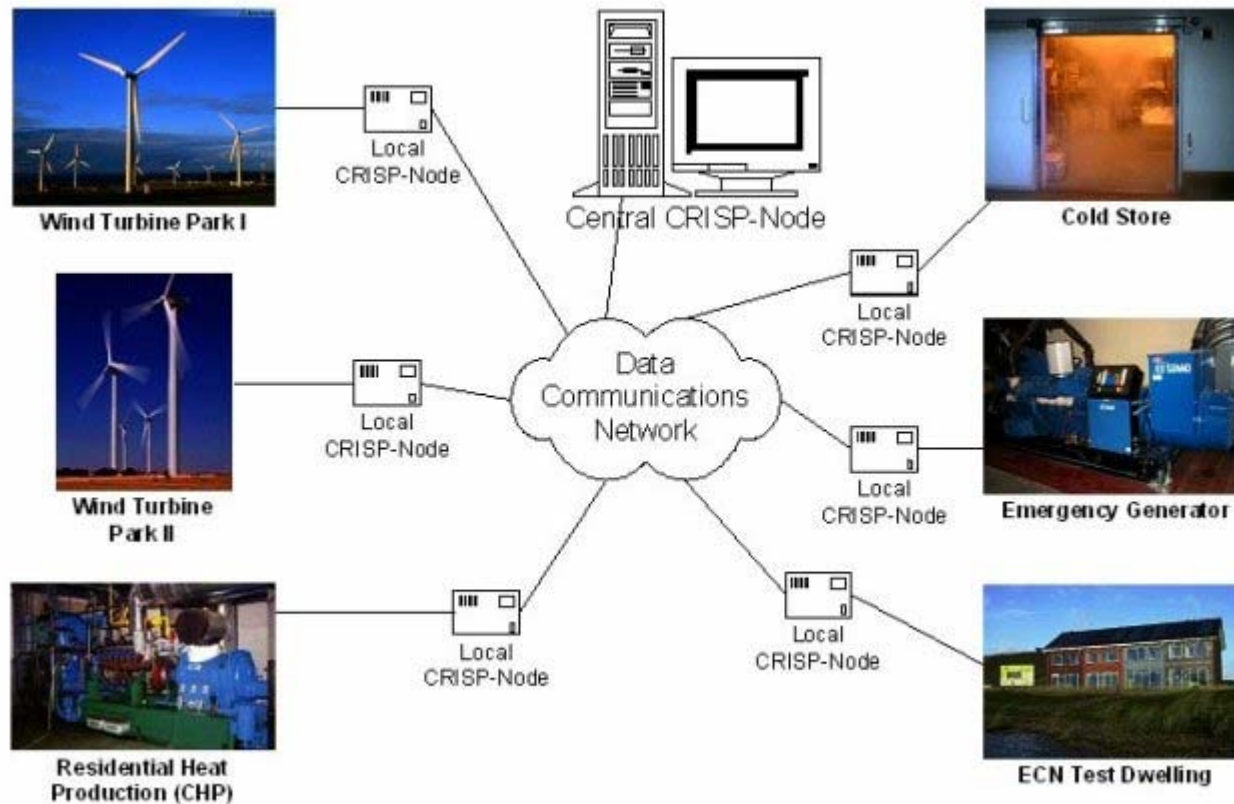 Wind Turbine Park I
Local
CRISP-Node
Central CRISP-Node
Cold Store
Local
CRISP-Node
Wind Turbine
Park II
Local
CRISP-Node
Data
Communications
Network
Local
CRISP-Node
Emergency Generator
Residential Heat
Production (CHP)
Local
CRISP-Node
Local
CRISP-Node
ECN Test Dwelling